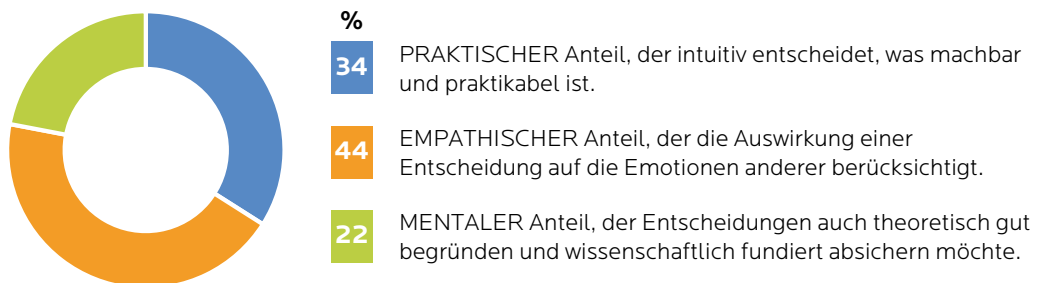 %
34
PRAKTISCHER Anteil, der intuitiv entscheidet, was machbar
und praktikabel ist.
44
EMPATHISCHER Anteil, der die Auswirkung einer
Entscheidung auf die Emotionen anderer berücksichtigt.
22
MENTALER Anteil, der Entscheidungen auch theoretisch gut
begründen und wissenschaftlich fundiert absichern möchte.